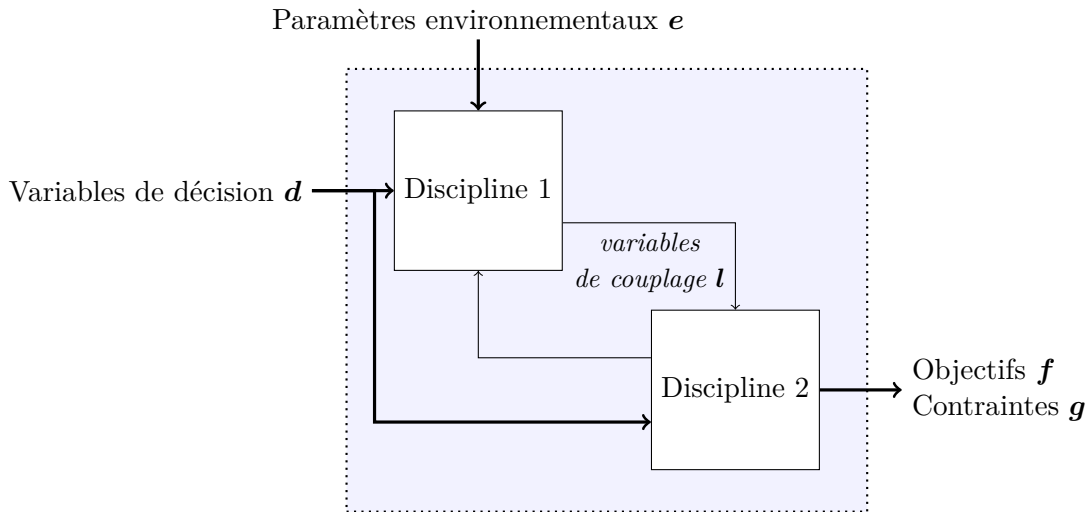 Paramètres environnementaux e
Variables de décision d
Discipline 1
variables
de couplage l
Discipline 2
Objectifs f
Contraintes g